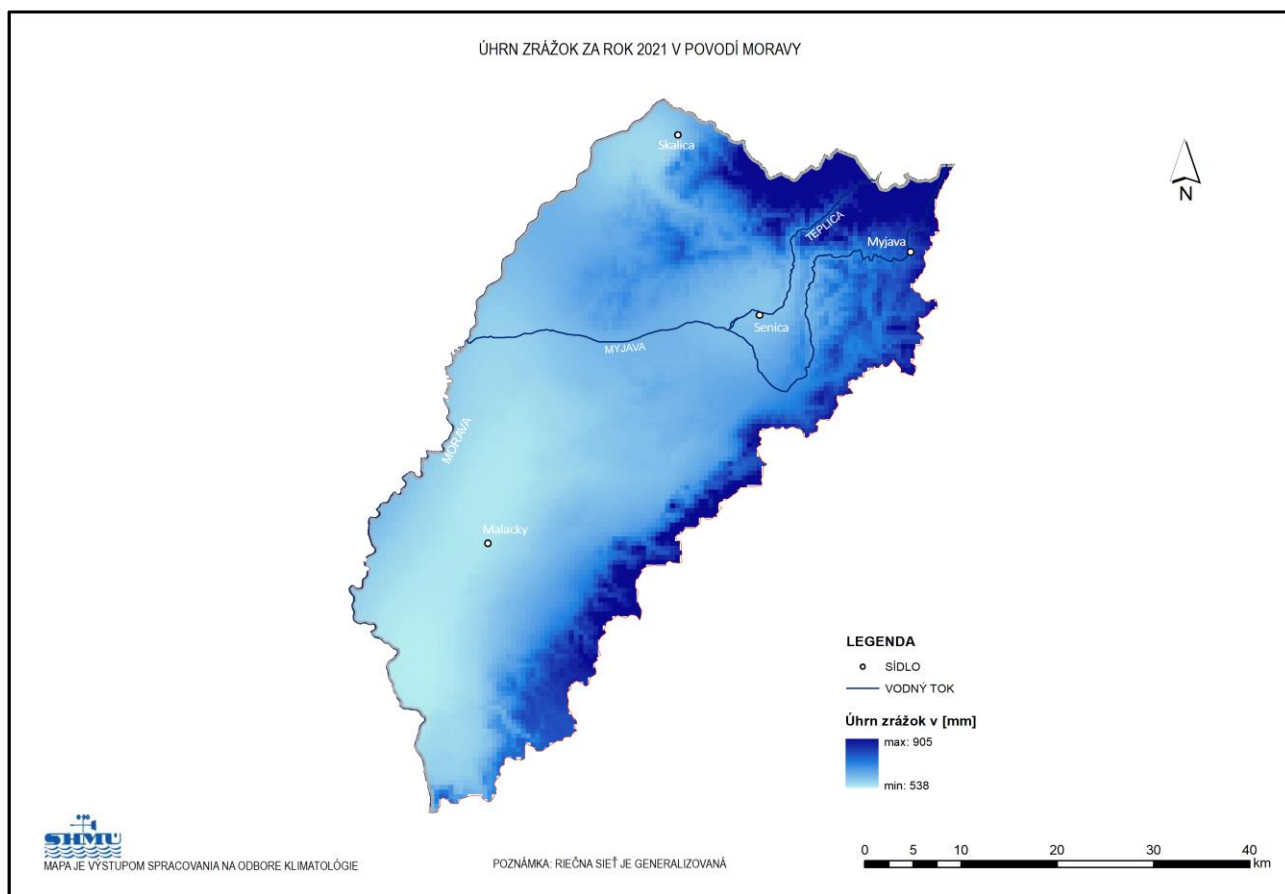 ÚHRN ZRÁŽOK ZA ROK 2021 V POVODÍ MORAVY
Skalica
N
TEPLICA
Myjava
Senica
MYJAVA
MORAVA
Malacky
LEGENDA
SÍDLO
VODNÝ TOK
Úhrn zrážok v [mm]
max: 905
min: 538
SHMÚ
MAPA JE VÝSTUPOM SPRACOVANIA NA ODBORE KLIMATOLÓGIE
POZNÁMKA: RIEČNA SIEŤ JE GENERALIZOVANÁ
0 5 10 20 30 40
km